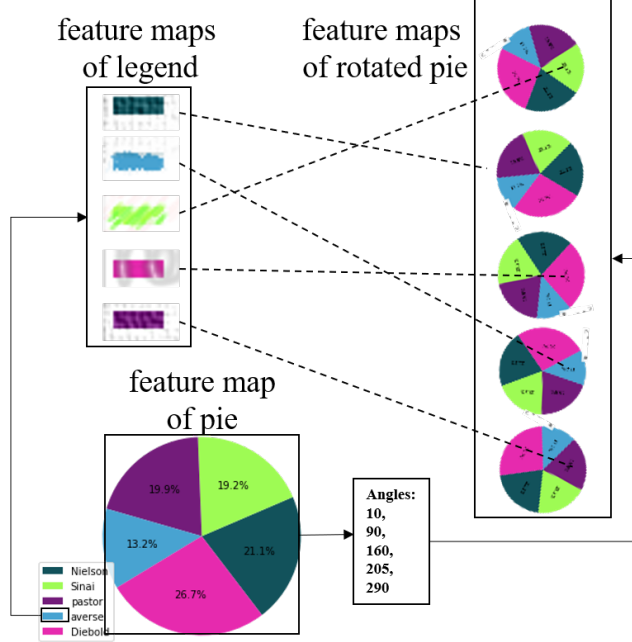 feature maps
of legend
feature maps
of rotated pie
feature map
of pie
19.9%
19.2%
13.2%
21.1%
26.7%
Nielson
Sinai
pastor
averse
Diebold
Angles:
10,
90,
160,
205,
290